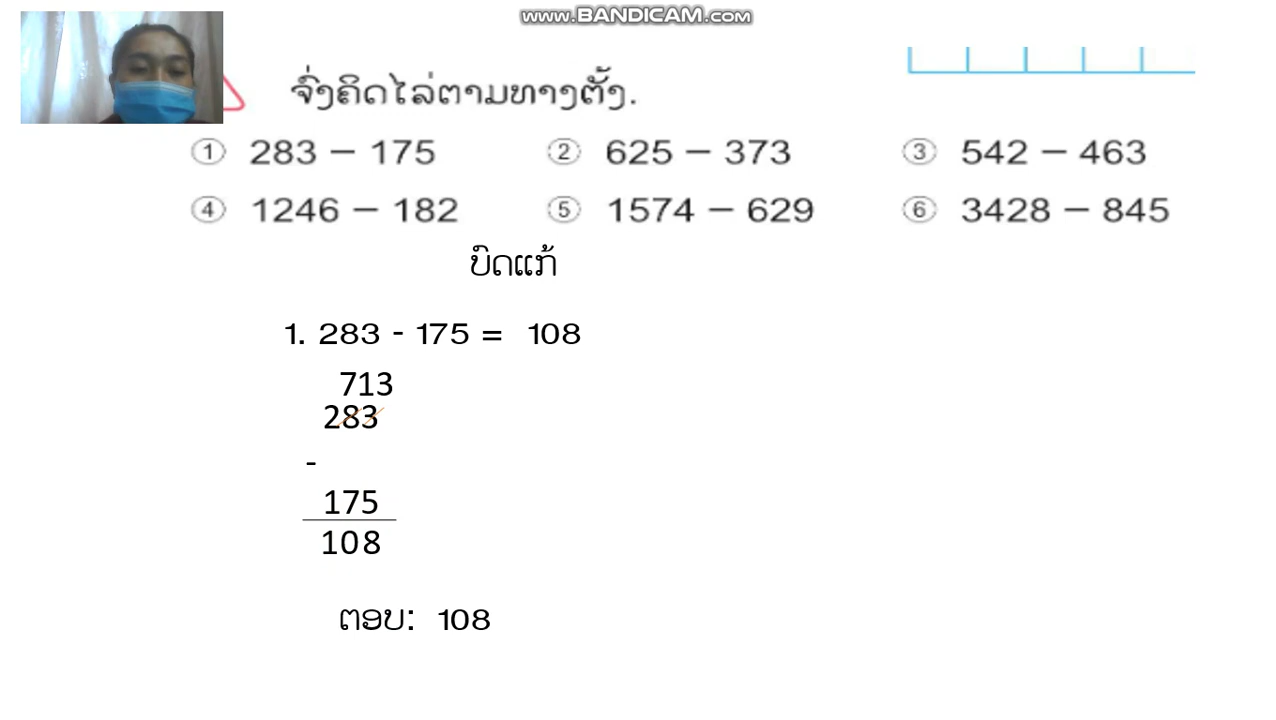 www.BANDICAM.com
ຈົ່ງຄິດໄລ່ຕາມທາງຕັ້ງ.
① 283 − 175 ② 625 − 373 ③ 542 − 463
④ 1246 − 182 ⑤ 1574 − 629 ⑥ 3428 − 845
ບົດແກ້
1. 283 - 175 = 108
713
283
-
175
108
ຕອບ: 108